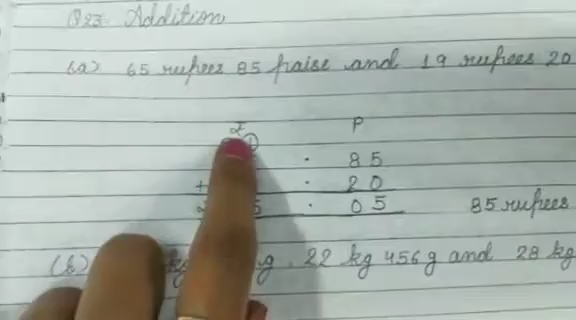 Q23. Addition
(a) 65 rupees 85 paise and 19 rupees 20
₹ P
. 85
+ . 20
5 . 05 85 rupees
(b) kg g . 22 kg 456 g and 28 kg